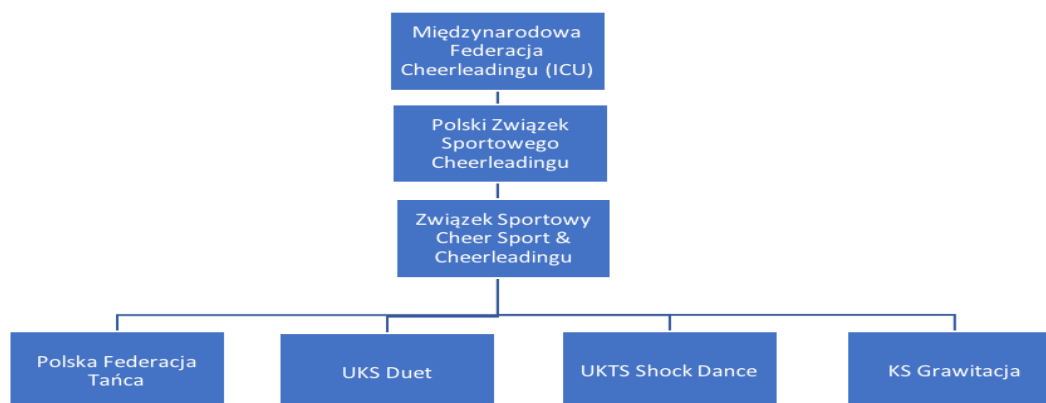 Międzynarodowa
Federacja
Cheerleadingu (ICU)
Polski Związek
Sportowego
Cheerleadingu
Związek Sportowy
Cheer Sport &
Cheerleadingu
Polska Federacja
Tańca
UKS Duet
UKTS Shock Dance
KS Grawitacja